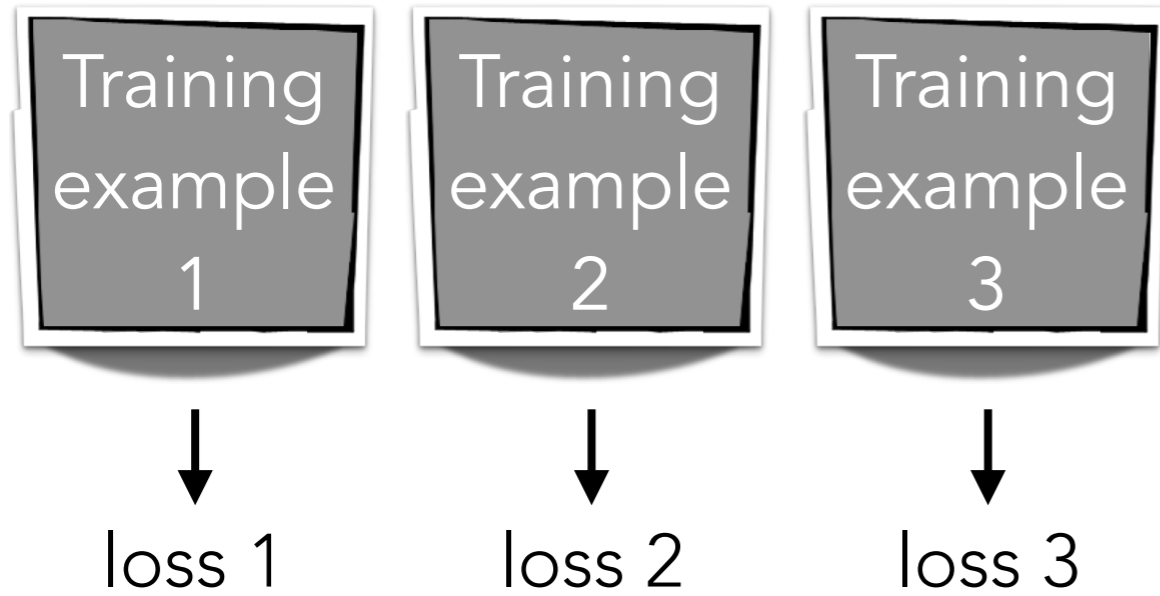 Training
example
1
Training
example
2
Training
example
3
loss 1
loss 2
loss 3